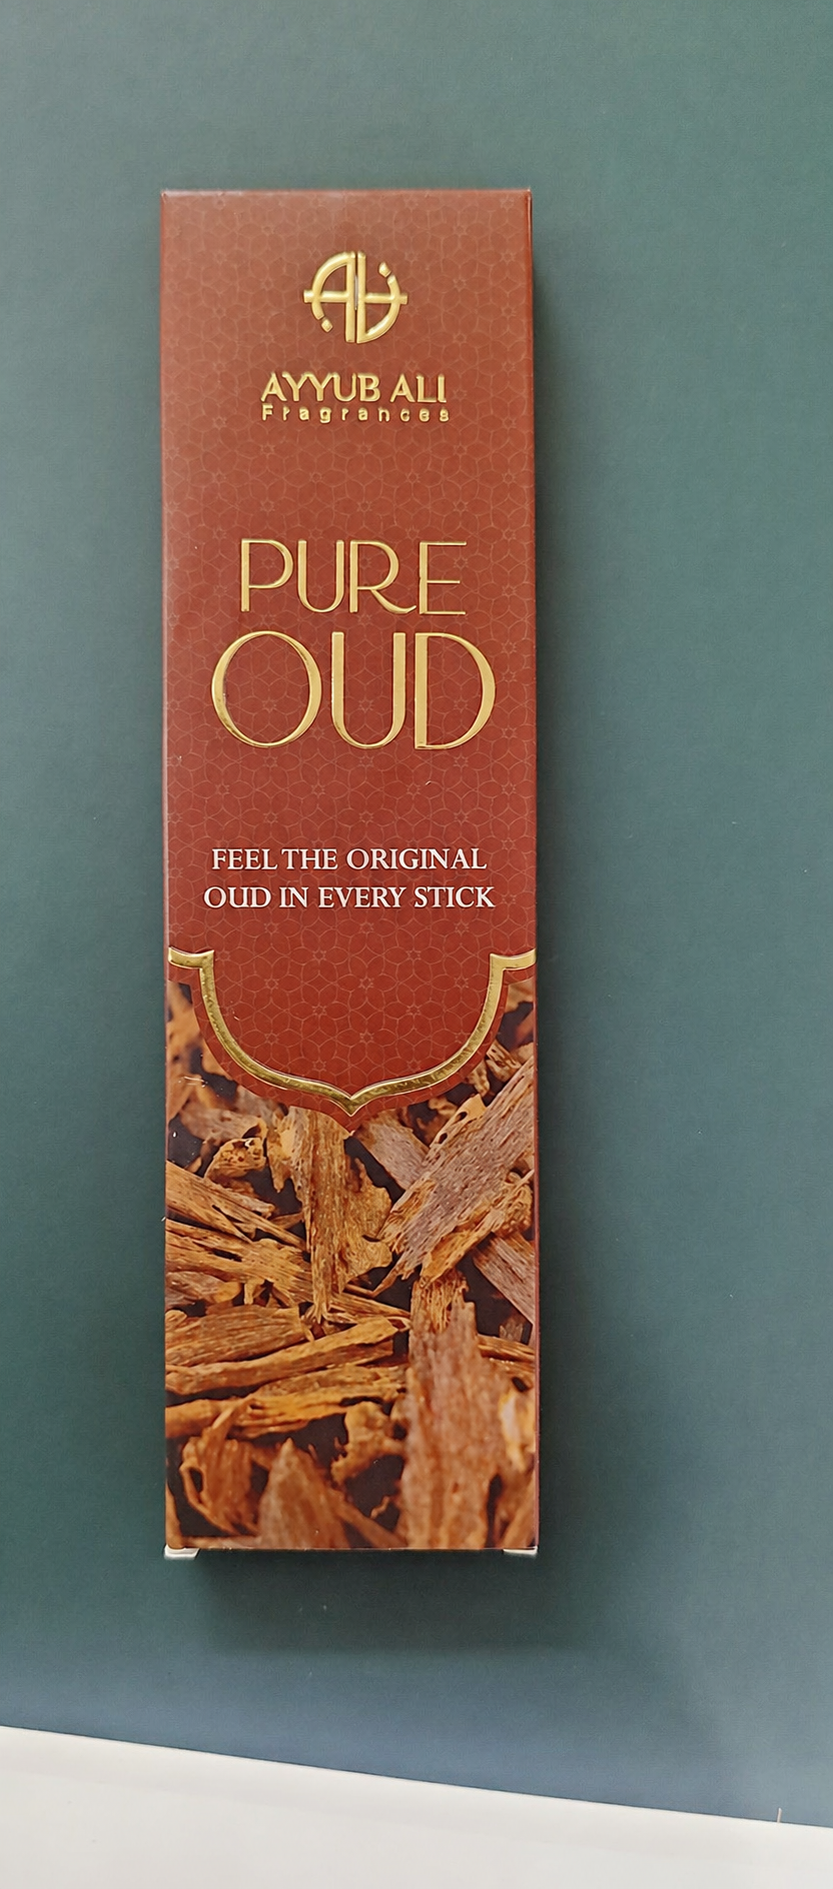 AYYUB ALI
Fragrances
PURE
OUD
FEEL THE ORIGINAL
OUD IN EVERY STICK